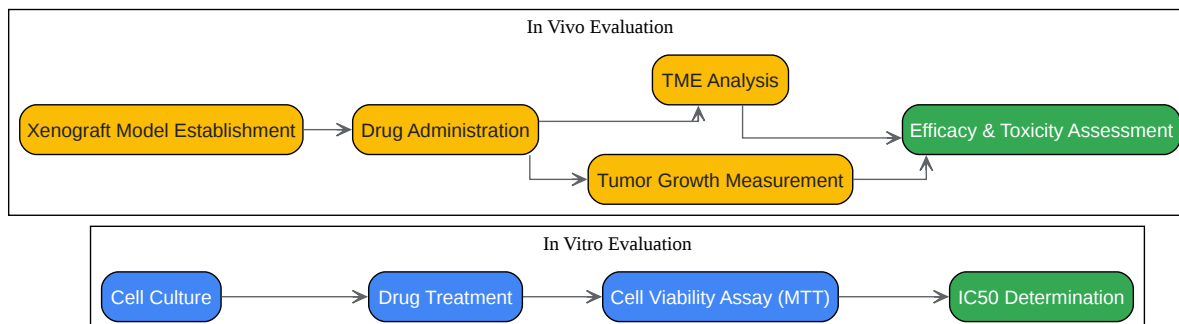 In Vivo Evaluation
TME Analysis
Xenograft Model Establishment
Drug Administration
Efficacy & Toxicity Assessment
Tumor Growth Measurement
In Vitro Evaluation
Cell Culture
Drug Treatment
Cell Viability Assay (MTT)
IC50 Determination